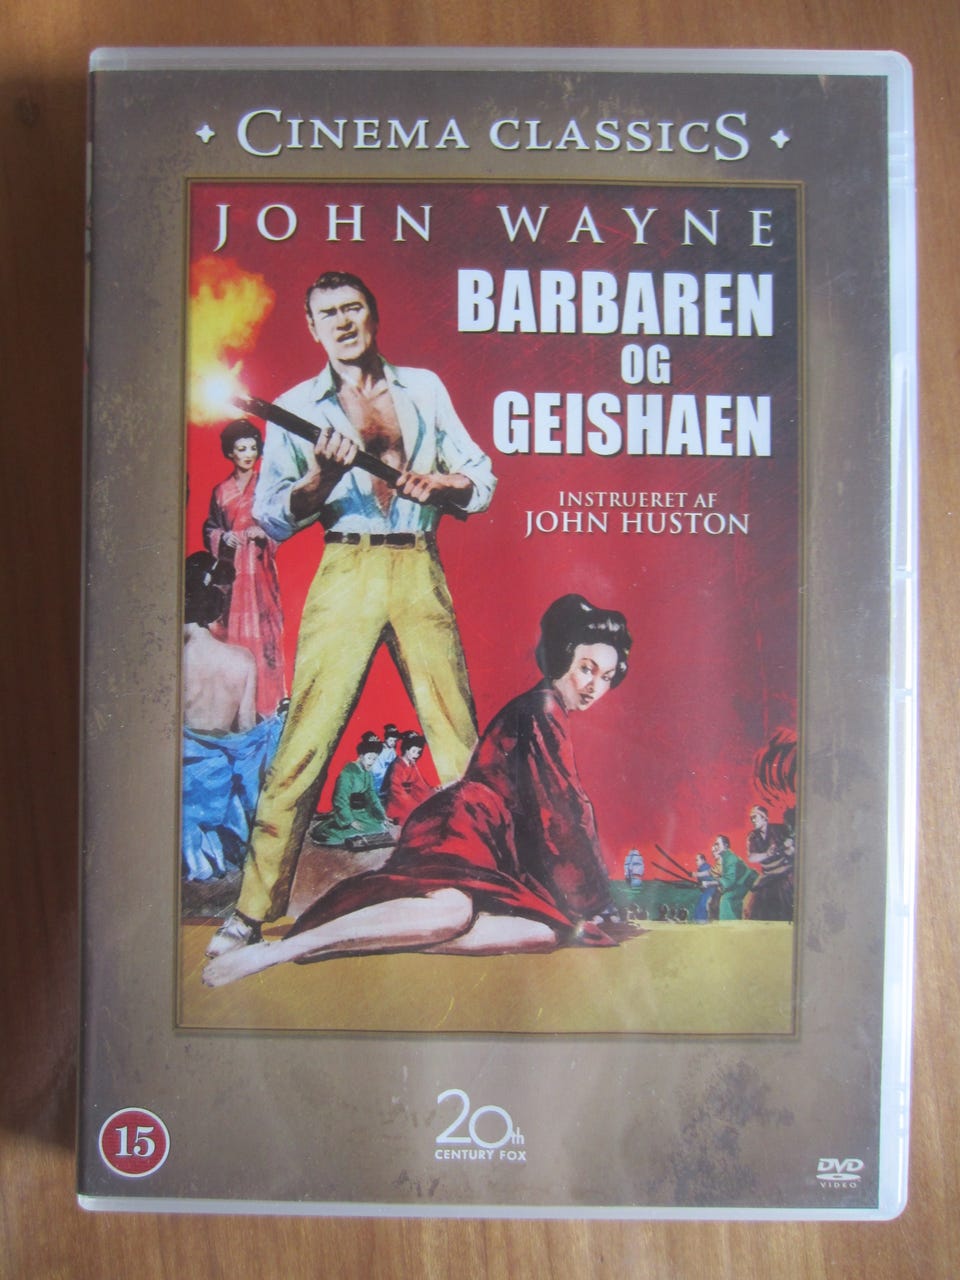 CINEMA CLASSICS
JOHN WAYNE
BARBAREN
OG
GEISHAEN
INSTRUERET AF
JOHN HUSTON
15
20th
CENTURY FOX
DVD
VIDEO